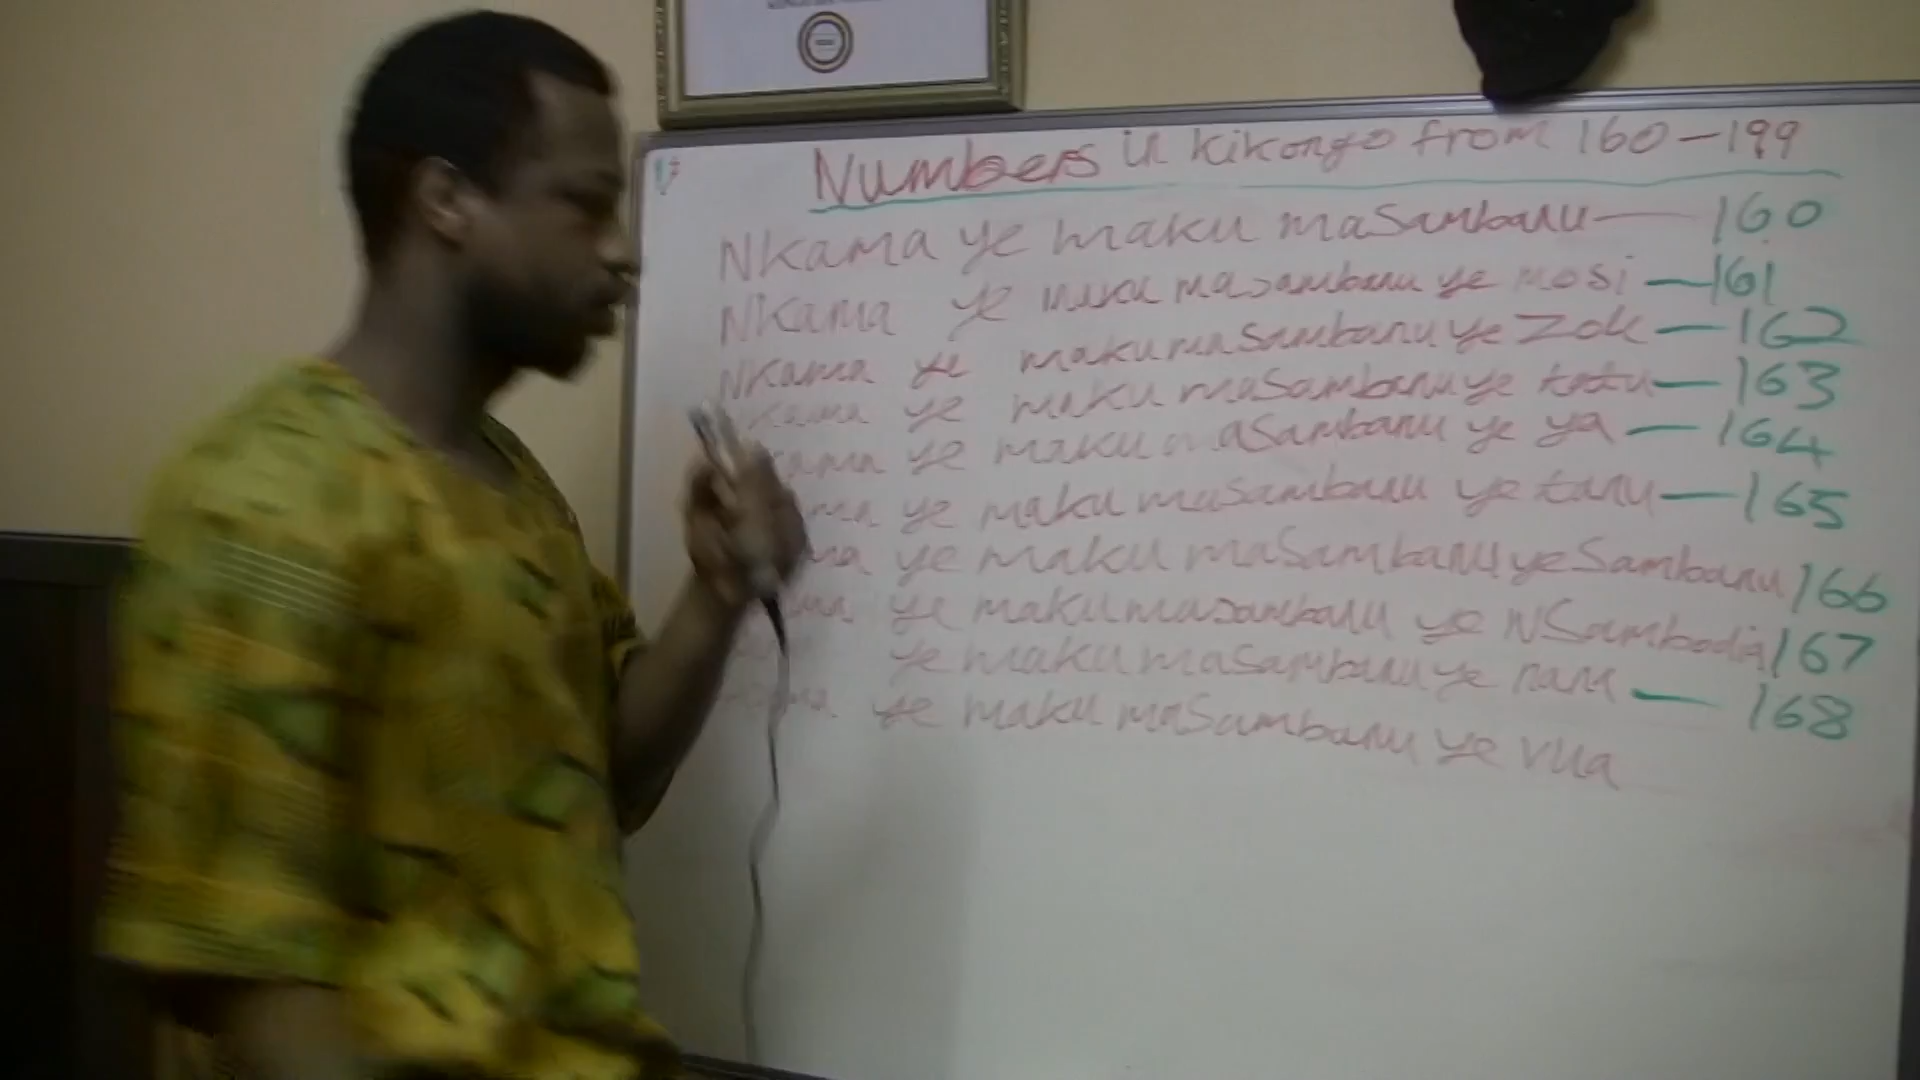 Numbers in kikongo from 160-199
Nkama ye maku masambanu — 160
Nkama ye maku masambanu ye mosi — 161
Nkama ye maku masambanu ye Zole — 162
Nkama ye maku masambanu ye tatu — 163
ye maku masambanu ye ya — 164
ye maku masambanu ye tanu — 165
ye maku masambanu ye Sambanu 166
ye maku masambanu ye NSambodia 167
ye maku masambanu ye nanu — 168
ye maku masambanu ye vua